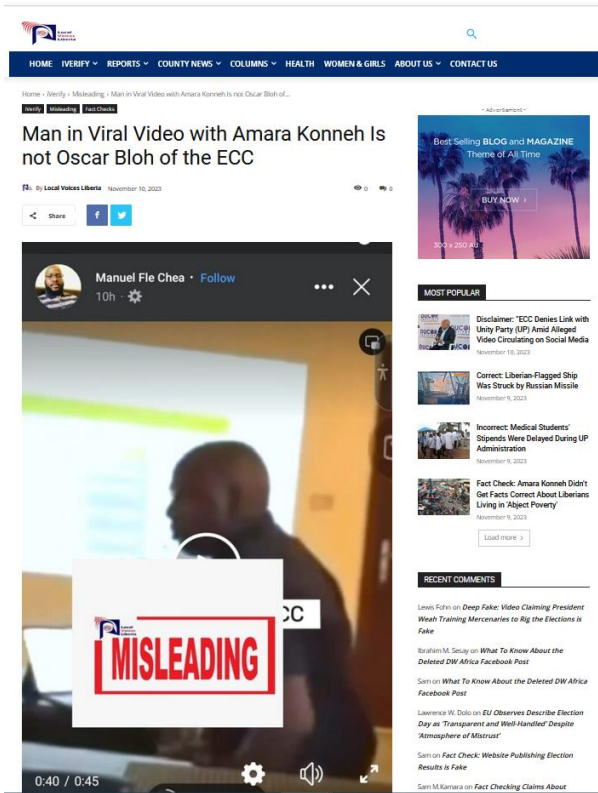 Local
Voices
Liberia
HOME IVERIFY REPORTS COUNTY NEWS COLUMNS HEALTH WOMEN & GIRLS ABOUT US CONTACT US
Home › iVerify › Misleading › Man in Viral Video with Amara Konneh Is not Oscar Bloh of...
iVerify Misleading Fact Checks
Man in Viral Video with Amara Konneh Is
not Oscar Bloh of the ECC
By Local Voices Liberia November 10, 2023 0 0
Share
Manuel Fle Chea · Follow
10h ·
CC
Local
Voices
Liberia
MISLEADING
0:40 / 0:45
- Advertisment -
Best Selling BLOG and MAGAZINE
Theme of All Time
BUY NOW ›
300 x 250 Ad
MOST POPULAR
Disclaimer: "ECC Denies Link with
Unity Party (UP) Amid Alleged
Video Circulating on Social Media
November 10, 2023
Correct: Liberian-Flagged Ship
Was Struck by Russian Missile
November 9, 2023
Incorrect: Medical Students'
Stipends Were Delayed During UP
Administration
November 9, 2023
Fact Check: Amara Konneh Didn't
Get Facts Correct About Liberians
Living in 'Abject Poverty'
November 9, 2023
Load more ›
RECENT COMMENTS
Lewis Fohn on Deep Fake: Video Claiming President
Weah Training Mercenaries to Rig the Elections is
Fake
Ibrahim M. Sesay on What To Know About the
Deleted DW Africa Facebook Post
Sam on What To Know About the Deleted DW Africa
Facebook Post
Lawrence W. Dolo on EU Observes Describe Election
Day as 'Transparent and Well-Handled' Despite
'Atmosphere of Mistrust'
Sam on Fact Check: Website Publishing Election
Results is Fake
Sam M.Kamara on Fact Checking Claims About